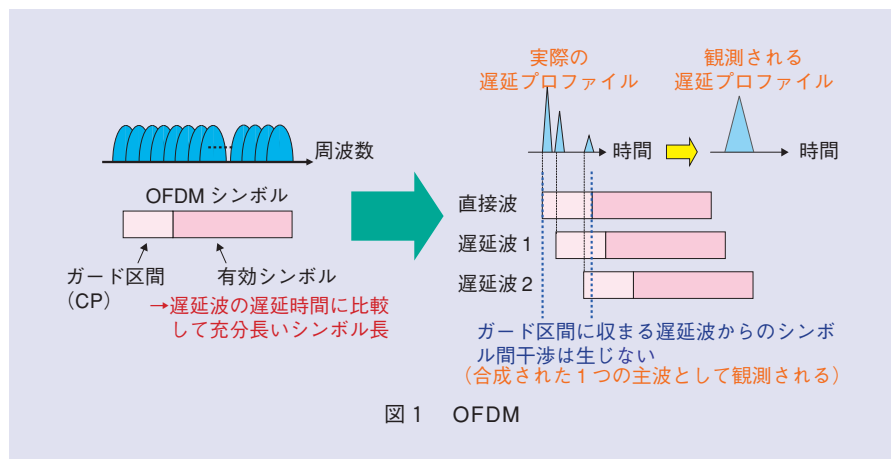 周波数
OFDM シンボル
ガード区間
(CP)
有効シンボル
→遅延波の遅延時間に比較
して充分長いシンボル長
実際の
遅延プロファイル
観測される
遅延プロファイル
時間
時間
直接波
遅延波 1
遅延波 2
ガード区間に収まる遅延波からのシンボ
ル間干渉は生じない
(合成された 1 つの主波として観測される)
図 1 OFDM